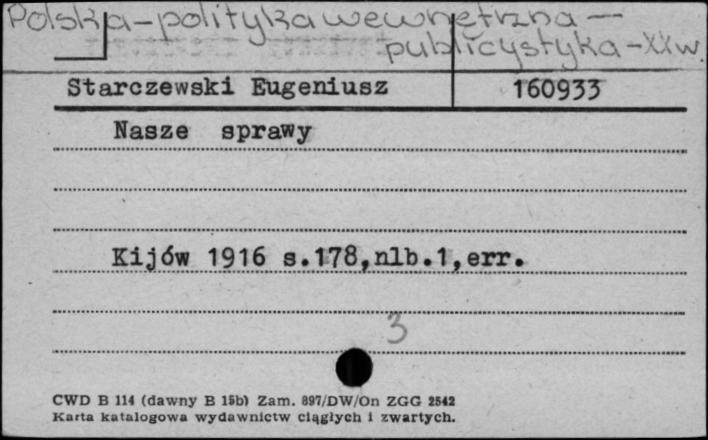 Polska-polityka wewnętrzna—
publicystyka-XXw.
Starczewski Eugeniusz 160933
Nasze sprawy
Kijów 1916 s.178,nlb.1,err.
3
CWD B 114 (dawny B 15b) Zam. 897/DW/On ZGG 2542
Karta katalogowa wydawnictw ciągłych i zwartych.